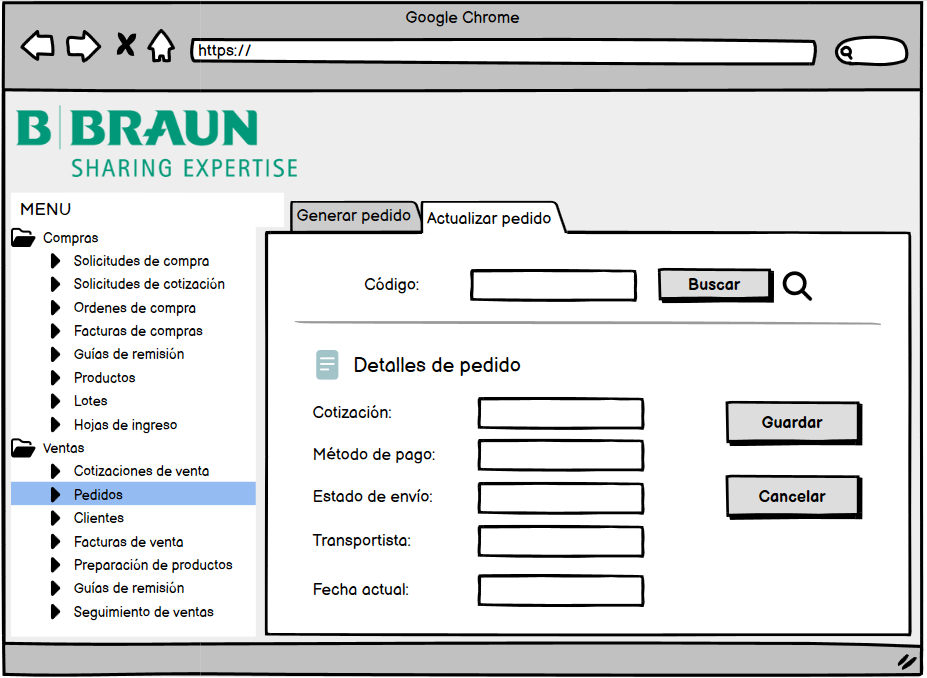 Google Chrome
https://
B BRAUN
SHARING EXPERTISE
MENU
Compras
Solicitudes de compra
Solicitudes de cotización
Ordenes de compra
Facturas de compras
Guías de remisión
Productos
Lotes
Hojas de ingreso
Ventas
Cotizaciones de venta
Pedidos
Clientes
Facturas de venta
Preparación de productos
Guías de remisión
Seguimiento de ventas
Generar pedido
Actualizar pedido
Código:
Buscar
Detalles de pedido
Cotización:
Método de pago:
Estado de envío:
Transportista:
Fecha actual:
Guardar
Cancelar